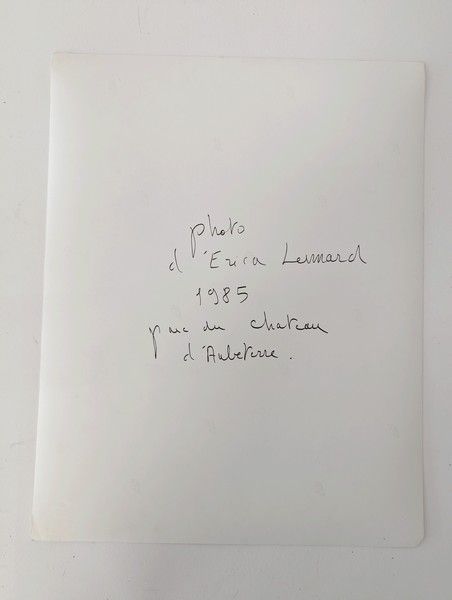 photo
d'Erica Lennard
1985
parc du chateau
d'Aubeterre.